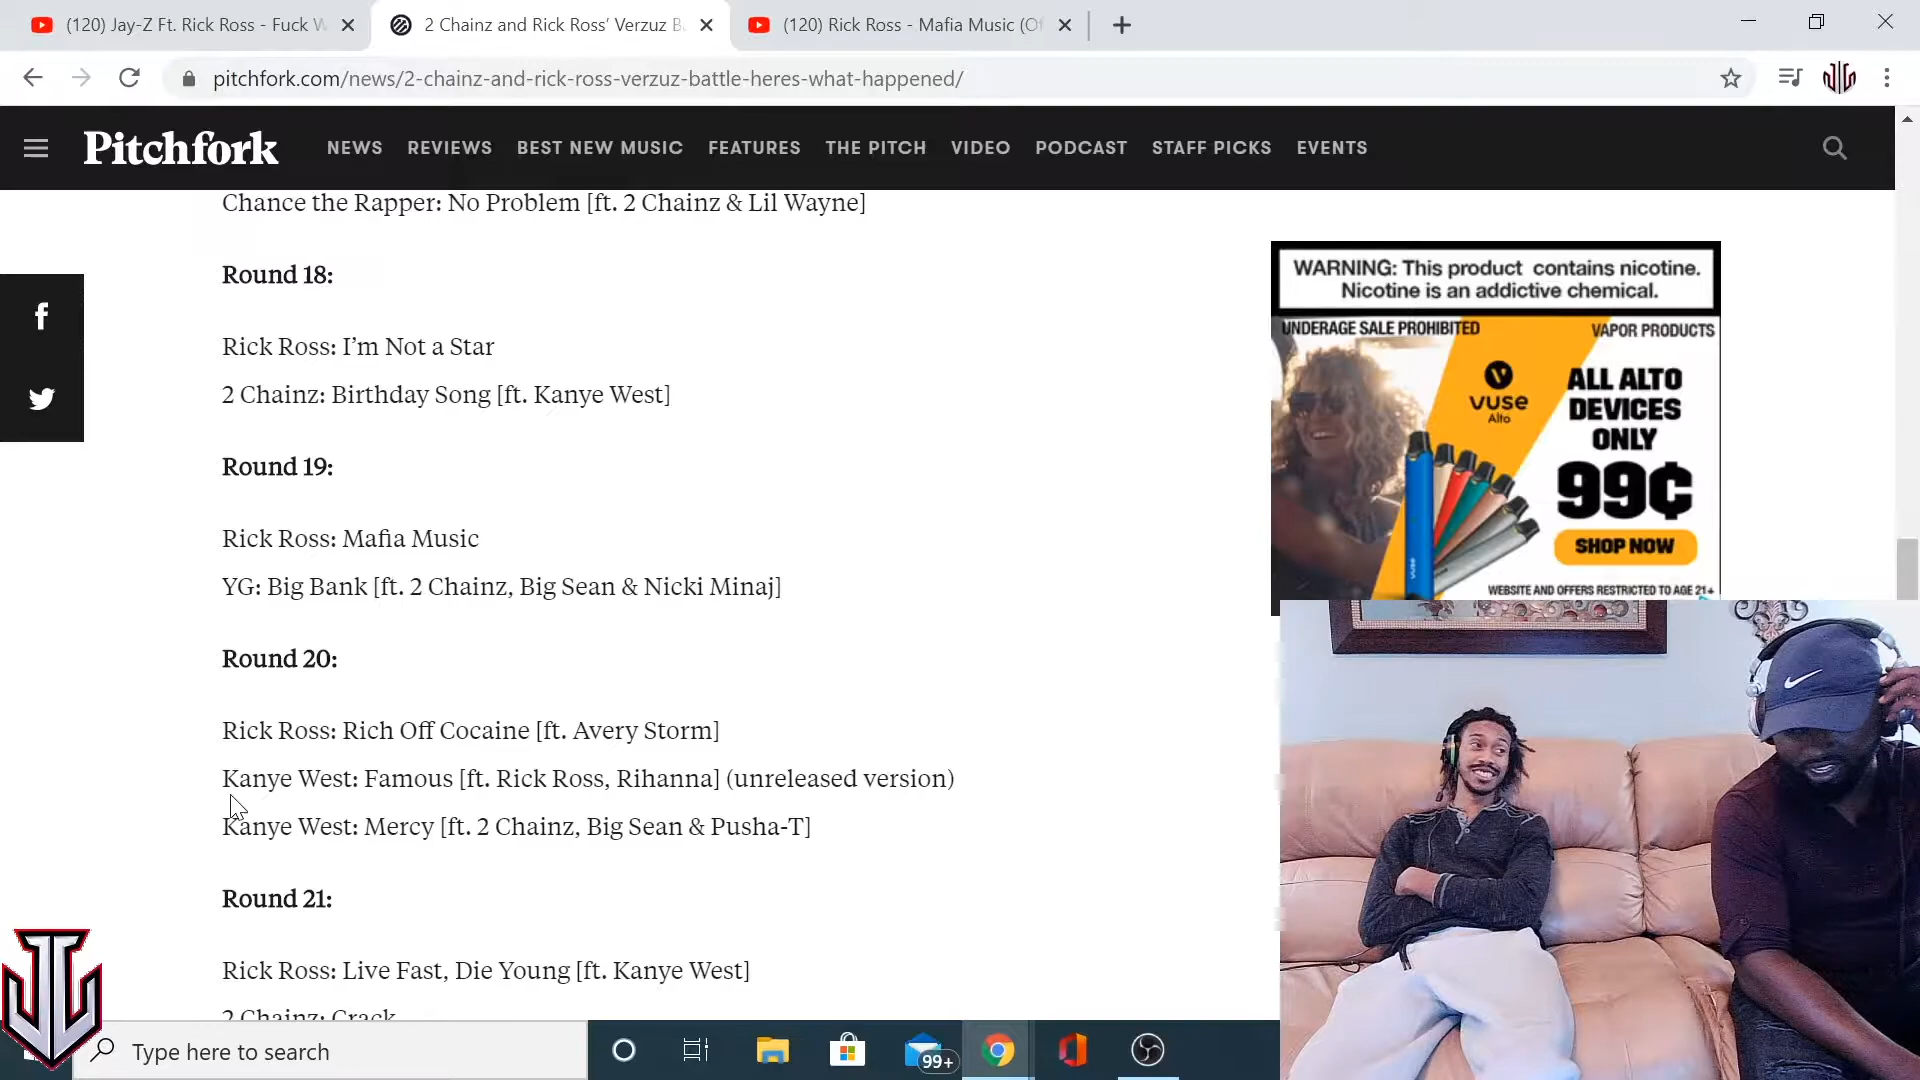 (120) Jay-Z Ft. Rick Ross - Fuck W
2 Chainz and Rick Ross' Verzuz B
(120) Rick Ross - Mafia Music (Of
pitchfork.com/news/2-chainz-and-rick-ross-verzuz-battle-heres-what-happened/
Pitchfork
NEWS REVIEWS BEST NEW MUSIC FEATURES THE PITCH VIDEO PODCAST STAFF PICKS EVENTS
Chance the Rapper: No Problem [ft. 2 Chainz & Lil Wayne]
Round 18:
Rick Ross: I'm Not a Star
2 Chainz: Birthday Song [ft. Kanye West]
Round 19:
Rick Ross: Mafia Music
YG: Big Bank [ft. 2 Chainz, Big Sean & Nicki Minaj]
Round 20:
Rick Ross: Rich Off Cocaine [ft. Avery Storm]
Kanye West: Famous [ft. Rick Ross, Rihanna] (unreleased version)
Kanye West: Mercy [ft. 2 Chainz, Big Sean & Pusha-T]
Round 21:
Rick Ross: Live Fast, Die Young [ft. Kanye West]
2 Chainz: Crack
WARNING: This product contains nicotine.
Nicotine is an addictive chemical.
UNDERAGE SALE PROHIBITED
VAPOR PRODUCTS
vuse
Alto
ALL ALTO
DEVICES
ONLY
99¢
SHOP NOW
WEBSITE AND OFFERS RESTRICTED TO AGE 21+
Type here to search
99+